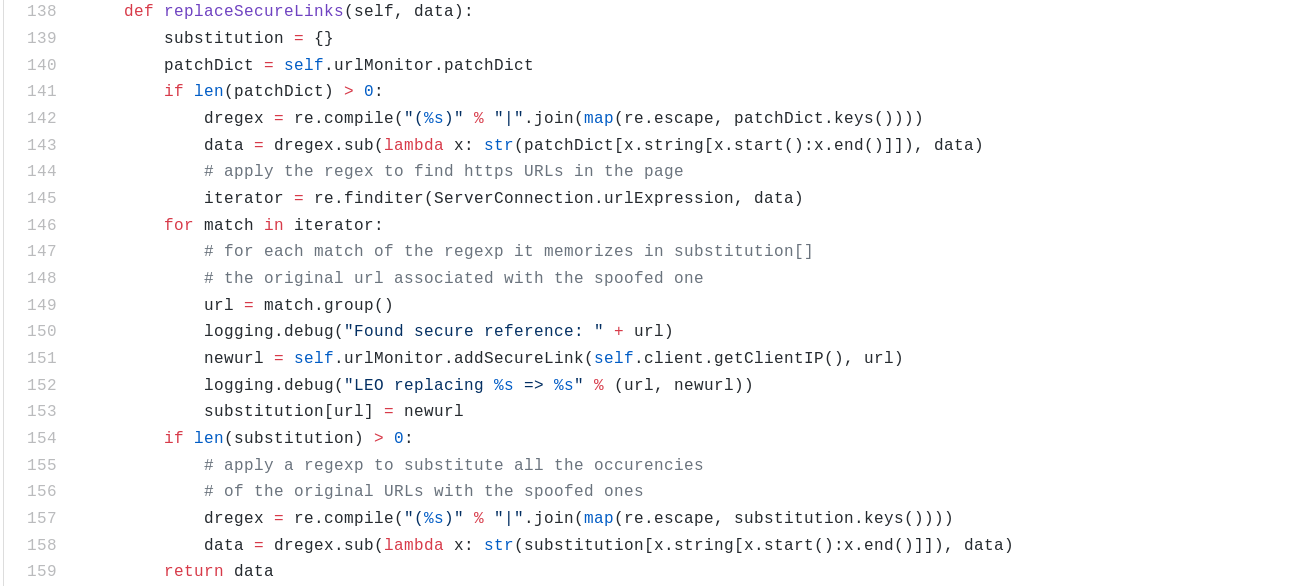 138 def replaceSecureLinks(self, data):
139 substitution = {}
140 patchDict = self.urlMonitor.patchDict
141 if len(patchDict) > 0:
142 dregex = re.compile("(%s)" % "|".join(map(re.escape, patchDict.keys())))
143 data = dregex.sub(lambda x: str(patchDict[x.string[x.start():x.end()]]), data)
144 # apply the regex to find https URLs in the page
145 iterator = re.finditer(ServerConnection.urlExpression, data)
146 for match in iterator:
147 # for each match of the regexp it memorizes in substitution[]
148 # the original url associated with the spoofed one
149 url = match.group()
150 logging.debug("Found secure reference: " + url)
151 newurl = self.urlMonitor.addSecureLink(self.client.getClientIP(), url)
152 logging.debug("LEO replacing %s => %s" % (url, newurl))
153 substitution[url] = newurl
154 if len(substitution) > 0:
155 # apply a regexp to substitute all the occurencies
156 # of the original URLs with the spoofed ones
157 dregex = re.compile("(%s)" % "|".join(map(re.escape, substitution.keys())))
158 data = dregex.sub(lambda x: str(substitution[x.string[x.start():x.end()]]), data)
159 return data